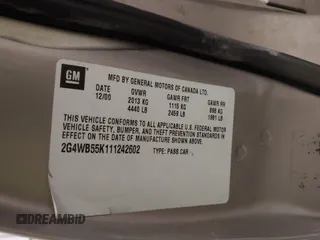 GM
MFD BY GENERAL MOTORS OF CANADA LTD.
DATE GVWR GAWR FRT GAWR RR
12/00 2013 KG 1115 KG 898 KG
4440 LB 2459 LB 1981 LB
THIS VEHICLE CONFORMS TO ALL APPLICABLE U.S. FEDERAL MOTOR
VEHICLE SAFETY, BUMPER, AND THEFT PREVENTION STANDARDS IN
EFFECT ON THE DATE OF MANUFACTURE SHOWN ABOVE.
2G4WB55K111242602 TYPE: PASS CAR
DREAMBID